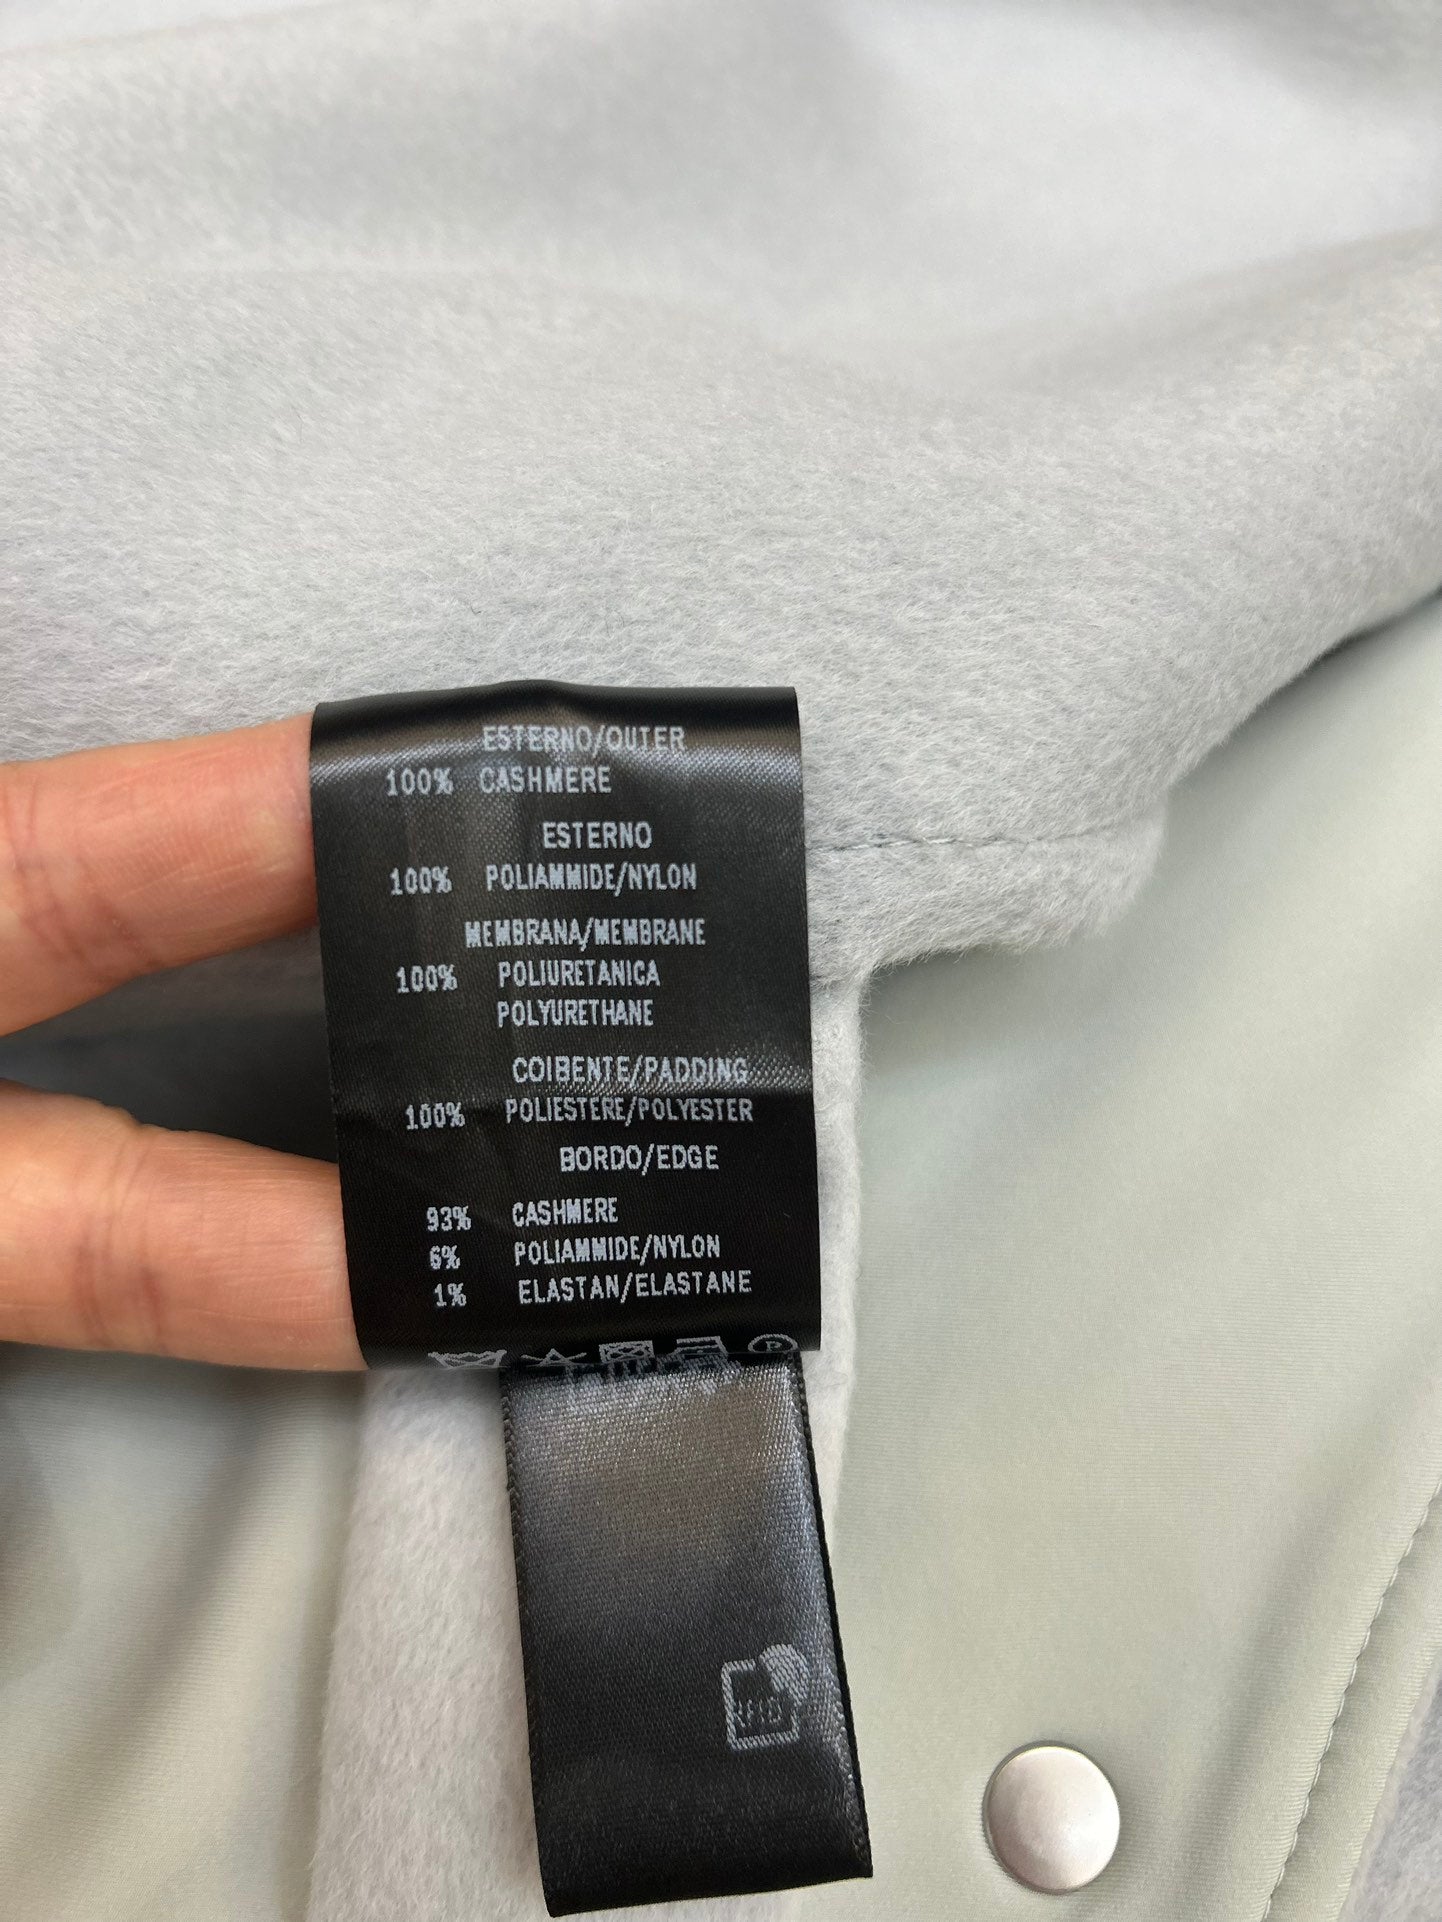 ESTERNO/OUTER
100% CASHMERE
ESTERNO
100% POLIAMMIDE/NYLON
MEMBRANA/MEMBRANE
100% POLIURETANICA
POLYURETHANE
COIBENTE/PADDING
100% POLIESTERE/POLYESTER
BORDO/EDGE
93% CASHMERE
6% POLIAMMIDE/NYLON
1% ELASTAN/ELASTANE
P
RFID